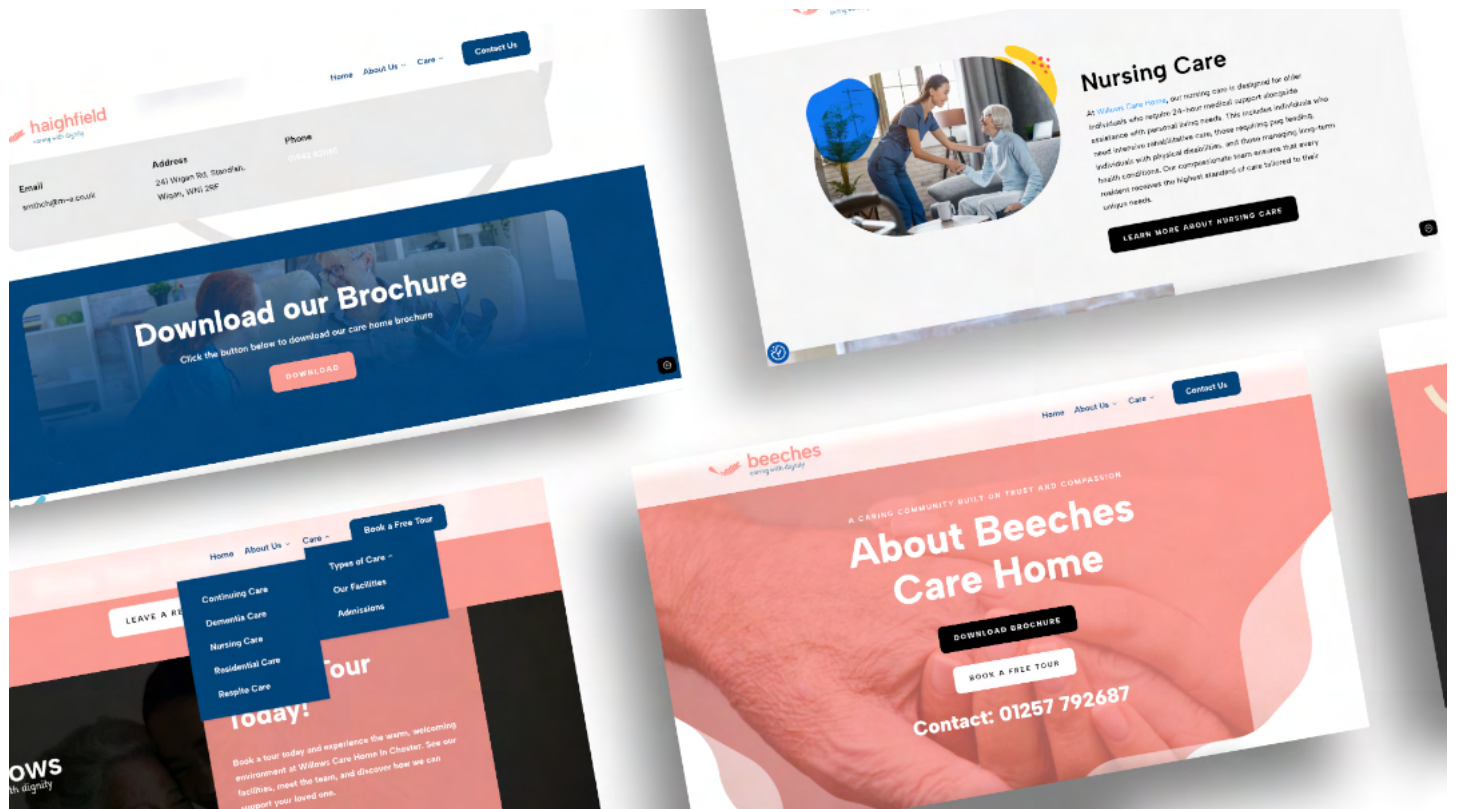 Home About Us Care Contact Us
haighfield
caring with dignity
Email
Address
241 Wigan Rd, Standish,
Wigan, WN1 2RF
Phone
Download our Brochure
Click the button below to download our care home brochure
DOWNLOAD
Nursing Care
At Willows Care Home, our nursing care is designed for older
individuals who require 24-hour medical support alongside
assistance with personal living needs. This includes individuals who
need intensive rehabilitative care, those requiring peg feeding,
individuals with physical disabilities, and those managing long-term
health conditions. Our compassionate team ensures that every
resident receives the highest standard of care tailored to their
unique needs.
LEARN MORE ABOUT NURSING CARE
Home About Us Care Book a Free Tour
Types of Care
Our Facilities
Admissions
Continuing Care
Dementia Care
Nursing Care
Residential Care
Respite Care
LEAVE A RE
Tour
Today!
Book a tour today and experience the warm, welcoming
environment at Willows Care Home in Chester. See our
facilities, meet the team, and discover how we can
support your loved one.
ows
th dignity
beeches
caring with dignity
Home About Us Care Contact Us
A CARING COMMUNITY BUILT ON TRUST AND COMPASSION
About Beeches
Care Home
DOWNLOAD BROCHURE
BOOK A FREE TOUR
Contact: 01257 792687